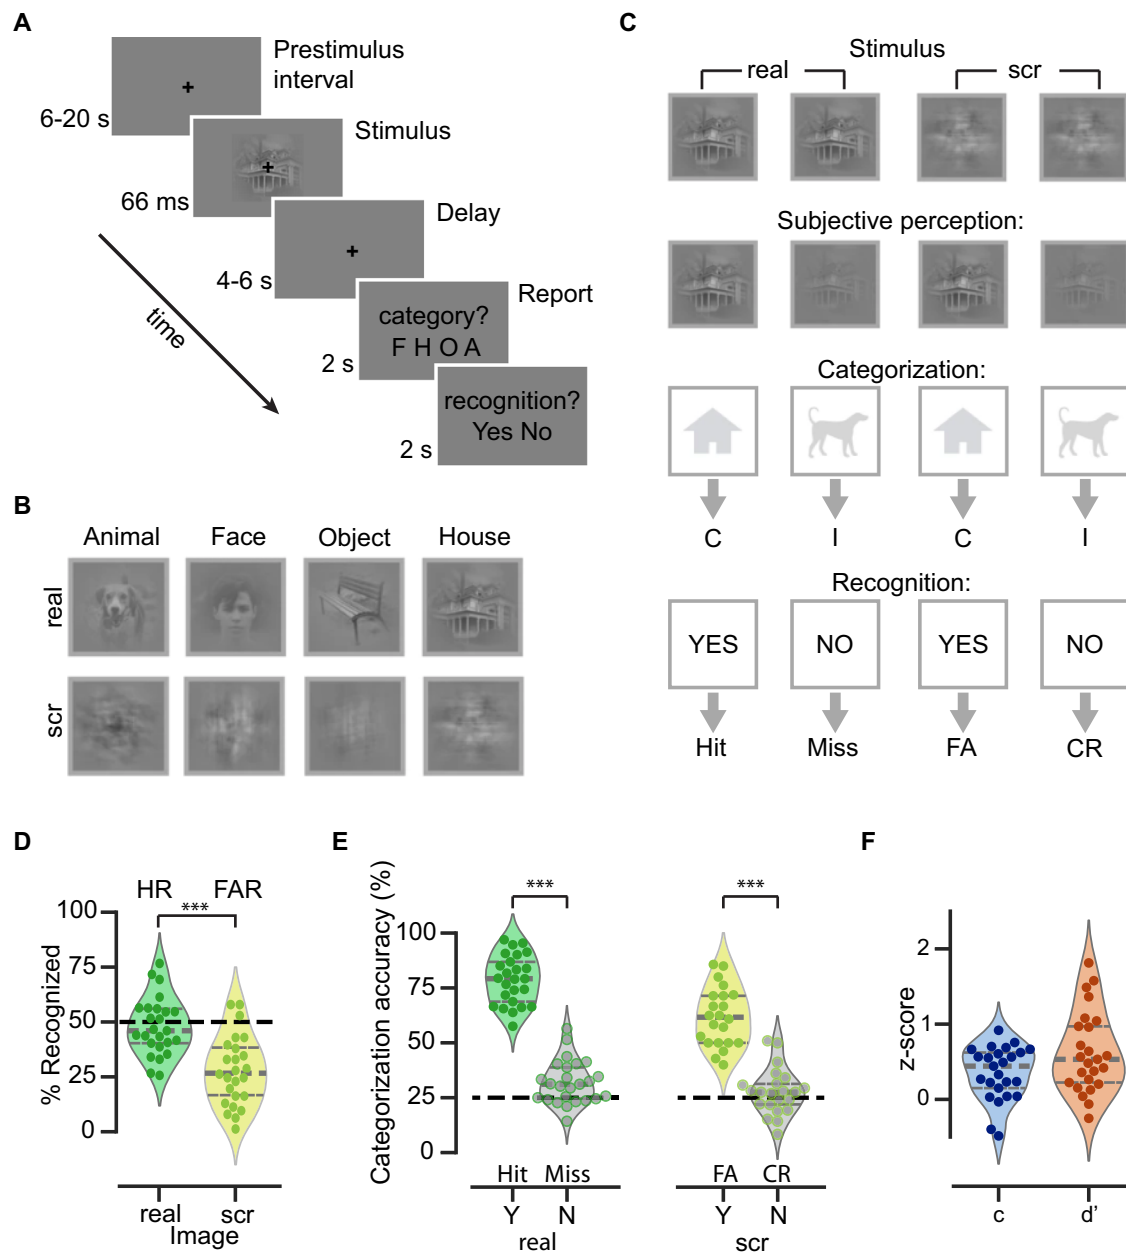 A
Prestimulus
interval
6-20 s
Stimulus
66 ms
Delay
4-6 s
Report
category?
F H O A
2 s
recognition?
Yes No
2 s
time
B
Animal Face Object House
real
scr
C
Stimulus
real scr
Subjective perception:
Categorization:
C I C I
Recognition:
YES NO YES NO
Hit Miss FA CR
D
HR FAR
***
% Recognized
100
75
50
25
0
real scr
Image
E
Categorization accuracy (%)
*** ***
100
75
50
25
0
Hit Miss FA CR
Y N Y N
real scr
F
z-score
2
1
0
c d’